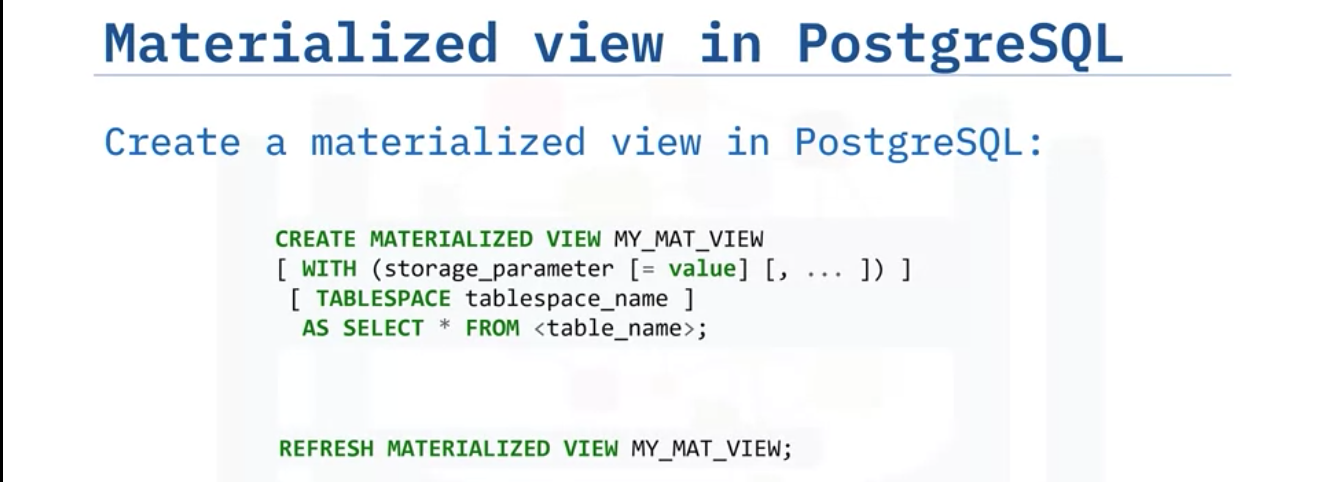 Materialized view in PostgreSQL
Create a materialized view in PostgreSQL:
CREATE MATERIALIZED VIEW MY_MAT_VIEW
[ WITH (storage_parameter [= value] [, ... ]) ]
[ TABLESPACE tablespace_name ]
AS SELECT * FROM <table_name>;
REFRESH MATERIALIZED VIEW MY_MAT_VIEW;